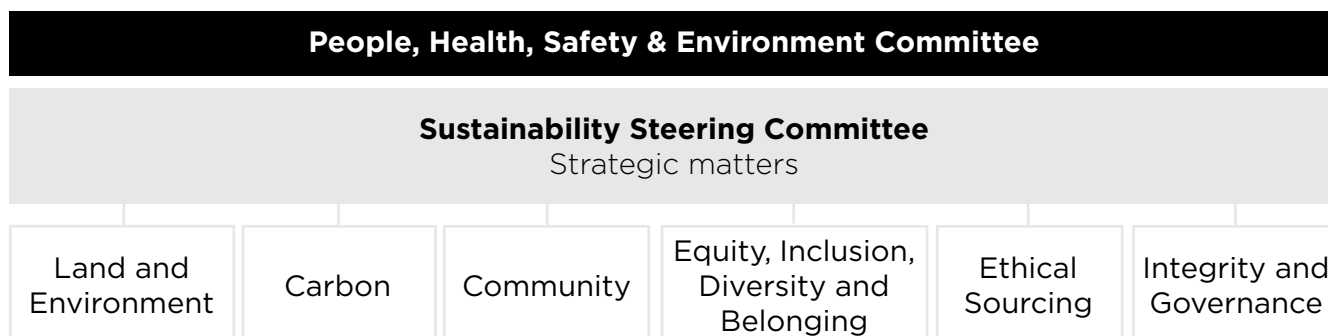 People, Health, Safety & Environment Committee
Sustainability Steering Committee
Strategic matters
Land and
Environment
Carbon
Community
Equity, Inclusion,
Diversity and
Belonging
Ethical
Sourcing
Integrity and
Governance